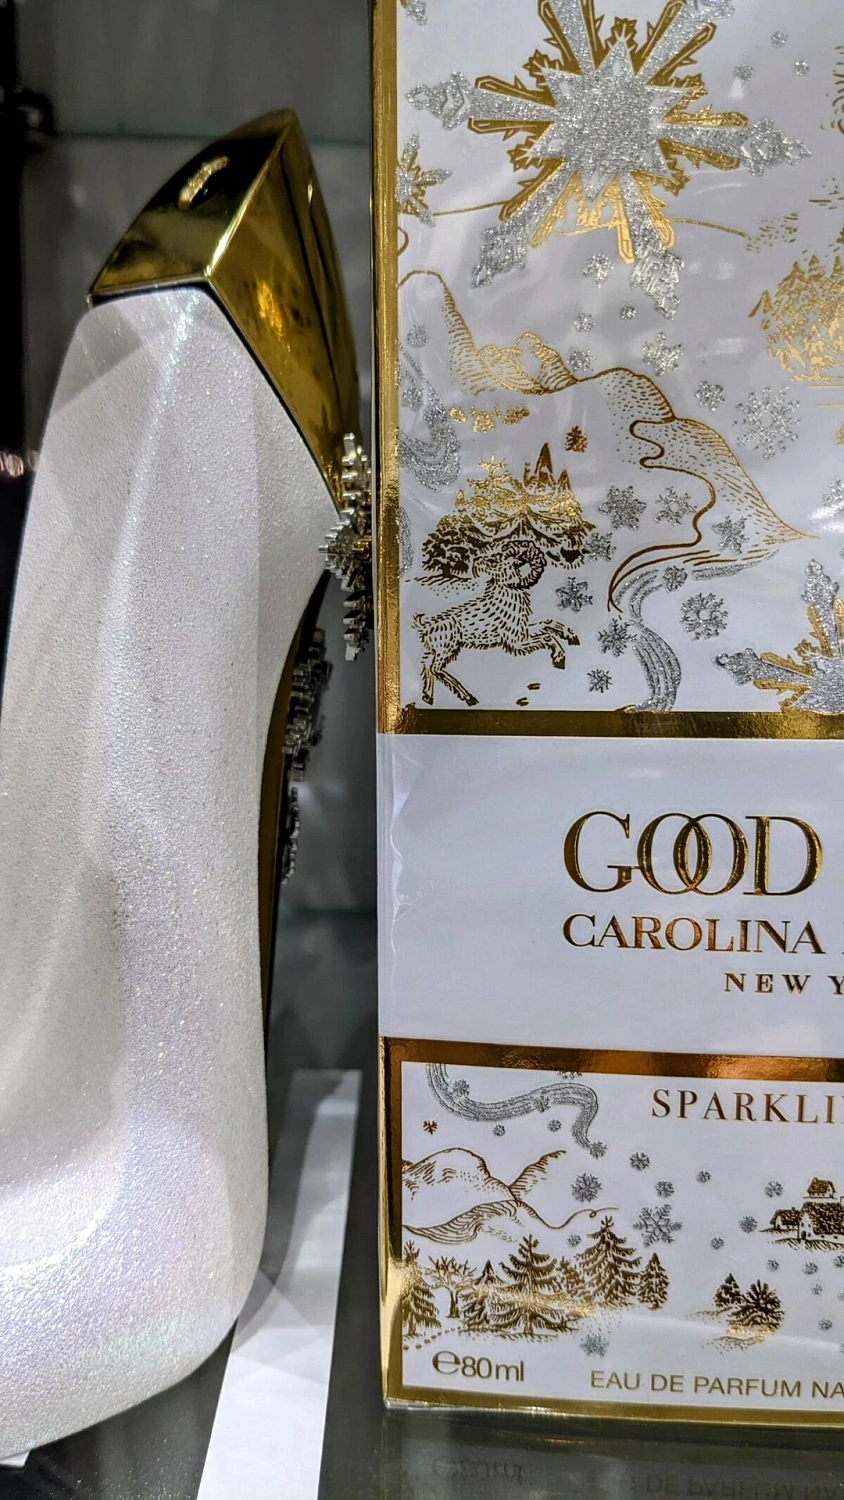 GOOD
CAROLINA
NEW Y
SPARKLI
℮80ml
EAU DE PARFUM NA